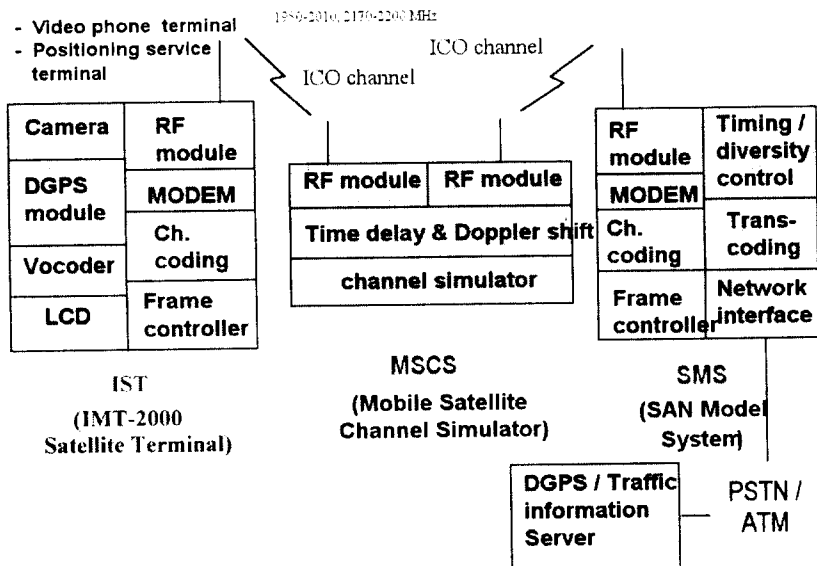 - Video phone terminal
- Positioning service
terminal
1980-2010, 2170-2200 MHz
ICO channel
ICO channel
Camera
DGPS
module
Vocoder
LCD
RF
module
MODEM
Ch.
coding
Frame
controller
IST
(IMT-2000
Satellite Terminal)
RF module
RF module
Time delay & Doppler shift
channel simulator
MSCS
(Mobile Satellite
Channel Simulator)
RF
module
MODEM
Ch.
coding
Frame
controller
Timing /
diversity
control
Trans-
coding
Network
interface
SMS
(SAN Model
System)
DGPS / Traffic
information
Server
PSTN /
ATM